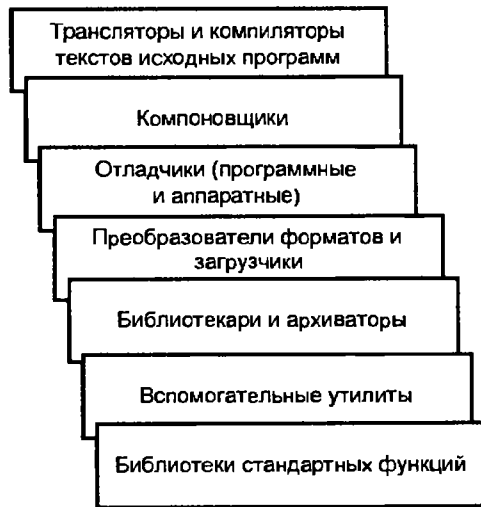 Трансляторы и компиляторы
текстов исходных программ
Компоновщики
Отладчики (программные
и аппаратные)
Преобразователи форматов и
загрузчики
Библиотекари и архиваторы
Вспомогательные утилиты
Библиотеки стандартных функций